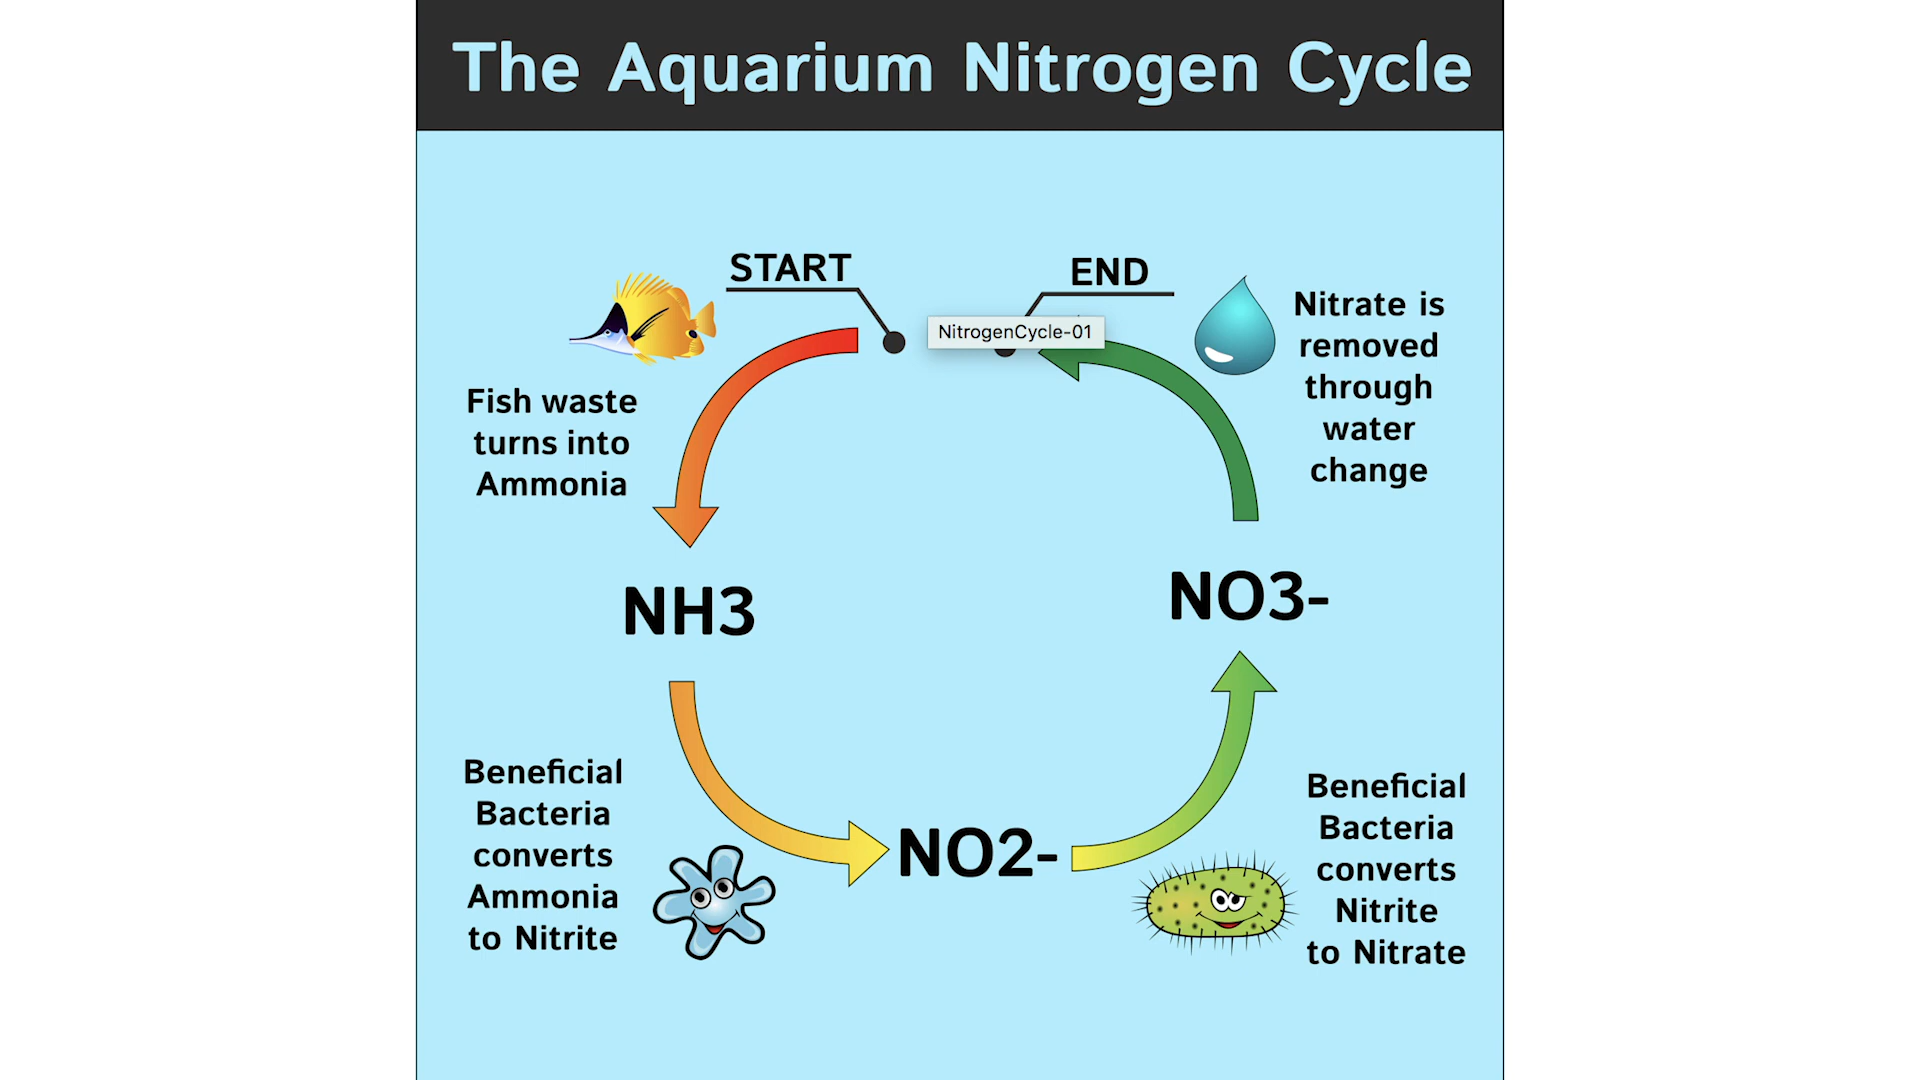 The Aquarium Nitrogen Cycle
START
END
NitrogenCycle-01
Fish waste
turns into
Ammonia
Nitrate is
removed
through
water
change
NH3
NO3-
Beneficial
Bacteria
converts
Ammonia
to Nitrite
NO2-
Beneficial
Bacteria
converts
Nitrite
to Nitrate